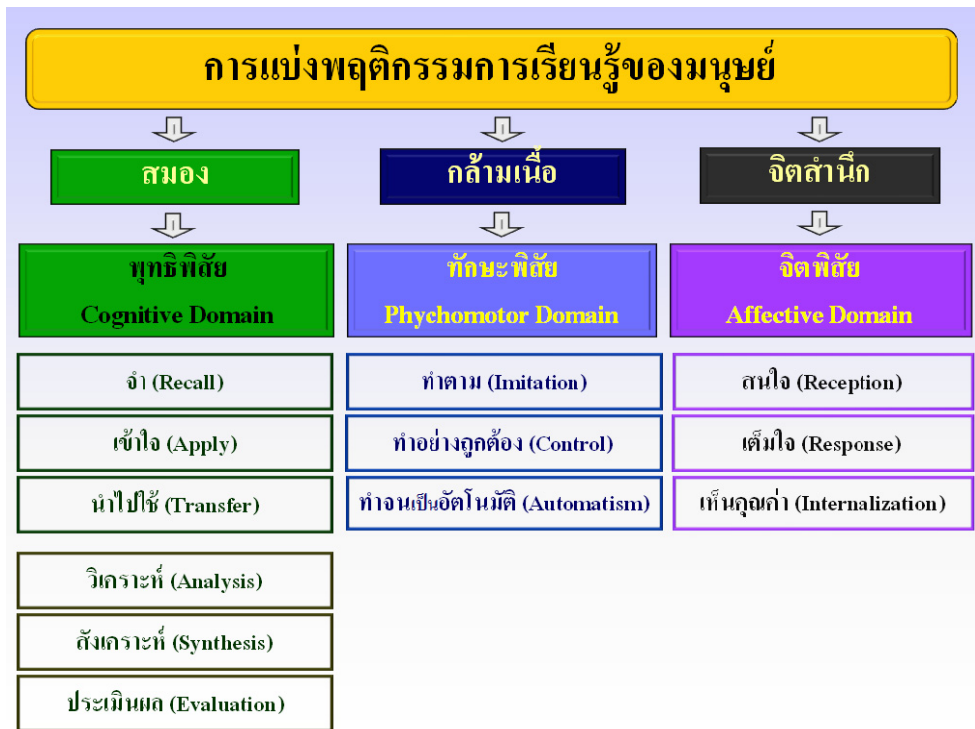 การแบ่งพฤติกรรมการเรียนรู้ของมนุษย์
สมอง
กล้ามเนื้อ
จิตสำนึก
พุทธิพิสัย
Cognitive Domain
ทักษะพิสัย
Phychomotor Domain
จิตพิสัย
Affective Domain
จำ (Recall)
เข้าใจ (Apply)
นำไปใช้ (Transfer)
วิเคราะห์ (Analysis)
สังเคราะห์ (Synthesis)
ประเมินผล (Evaluation)
ทำตาม (Imitation)
ทำอย่างถูกต้อง (Control)
ทำจนเป็นอัตโนมัติ (Automatism)
สนใจ (Reception)
เต็มใจ (Response)
เห็นคุณค่า (Internalization)